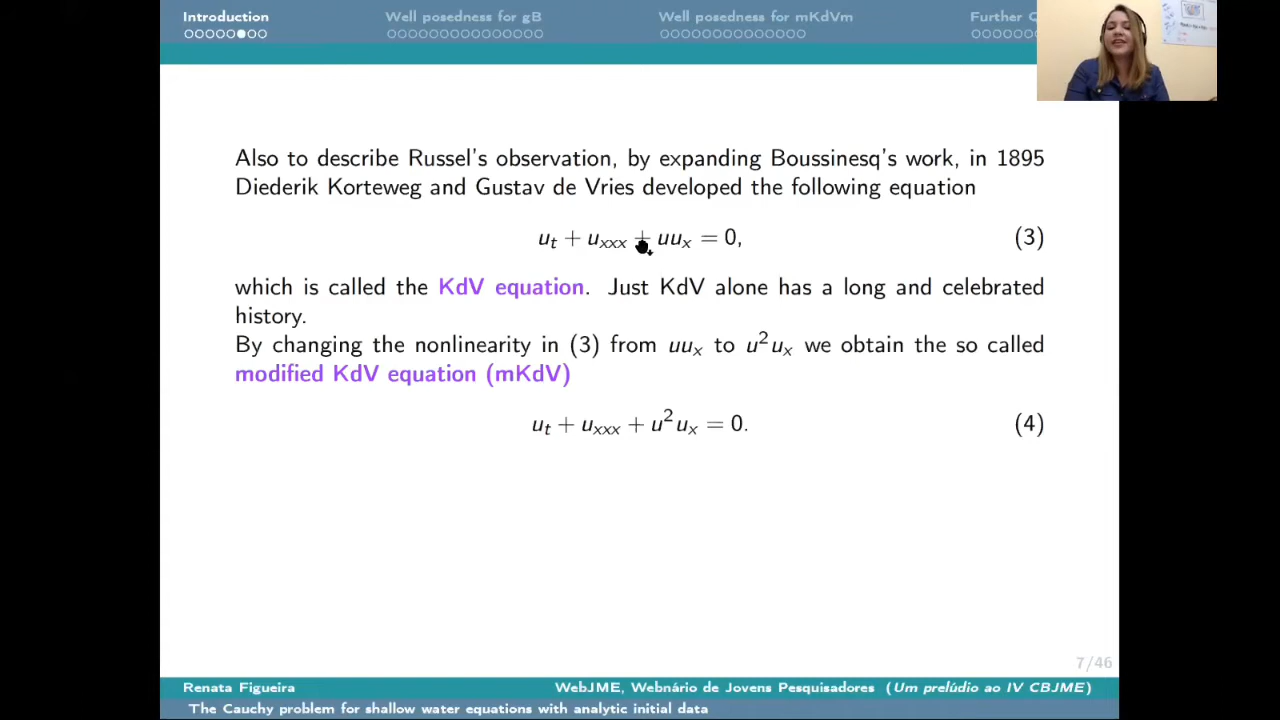 Introduction
Well posedness for gB
Well posedness for mKdVm
Further
Also to describe Russel's observation, by expanding Boussinesq's work, in 1895
Diederik Korteweg and Gustav de Vries developed the following equation
u_t + u_{xxx} + uu_x = 0, (3)
which is called the KdV equation. Just KdV alone has a long and celebrated
history.
By changing the nonlinearity in (3) from uu_x to u^2u_x we obtain the so called
modified KdV equation (mKdV)
u_t + u_{xxx} + u^2u_x = 0. (4)
7/46
Renata Figueira
WebJME, Webnário de Jovens Pesquisadores (Um prelúdio ao IV CBJME)
The Cauchy problem for shallow water equations with analytic initial data